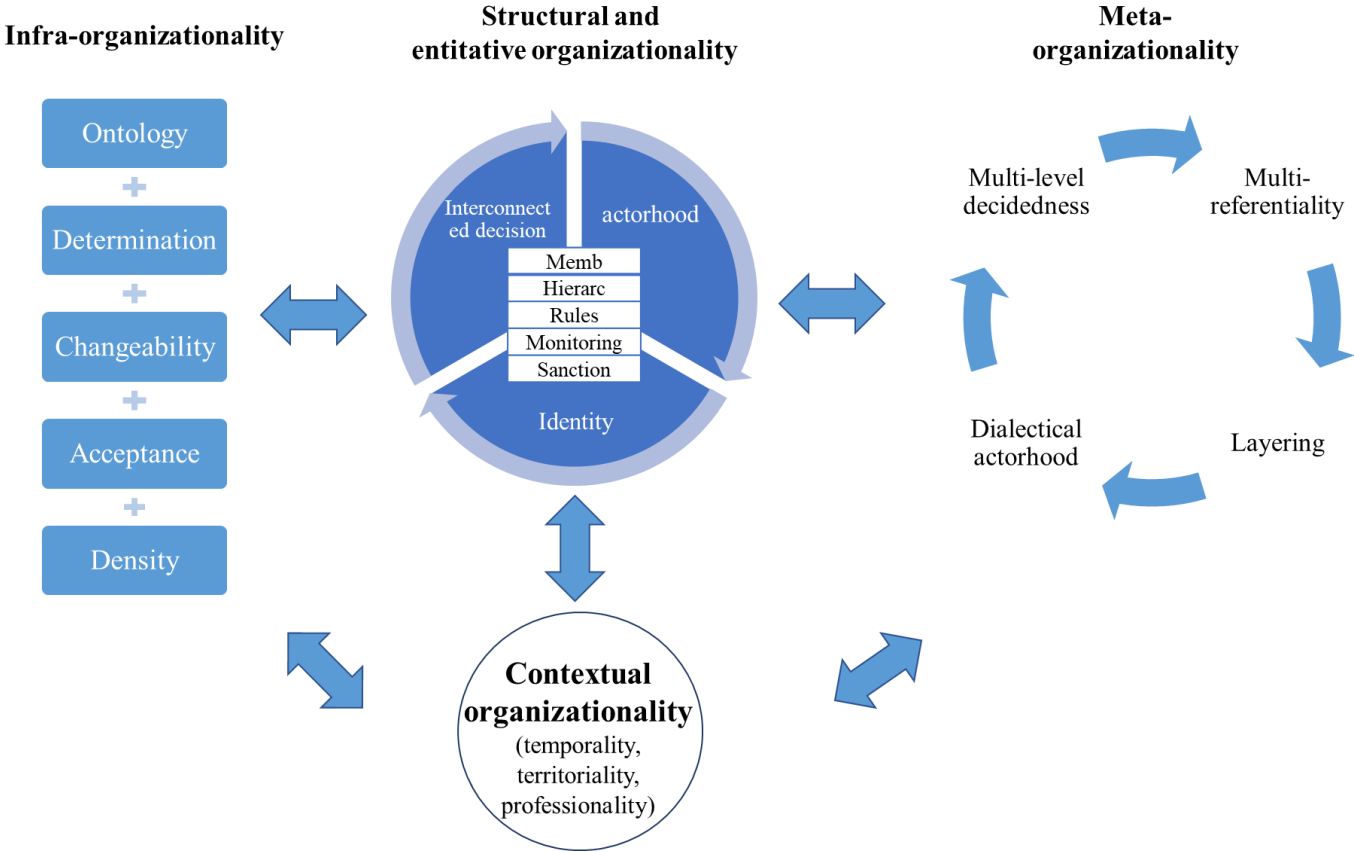 Infra-organizationality
Ontology
Determination
Changeability
Acceptance
Density
Structural and
entitative organizationality
Interconnect
ed decision
actorhood
Memb
Hierarc
Rules
Monitoring
Sanction
Identity
Meta-
organizationality
Multi-level
decidedness
Multi-
referentiality
Dialectical
actorhood
Layering
Contextual
organizationality
(temporality,
territoriality,
professionality)